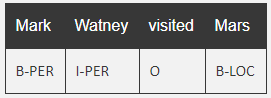 Mark Watney visited Mars
B-PER I-PER O B-LOC